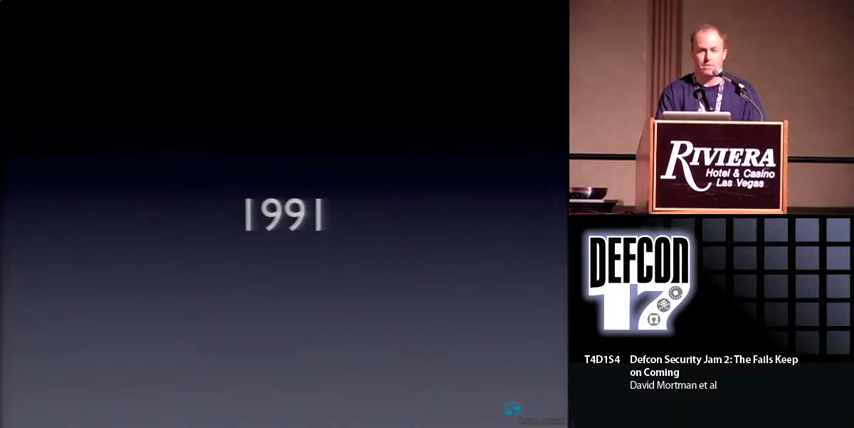 1991
RIVIERA
Hotel & Casino
Las Vegas
DEFCON
17
T4D1S4 Defcon Security Jam 2: The Fails Keep
on Coming
David Mortman et al